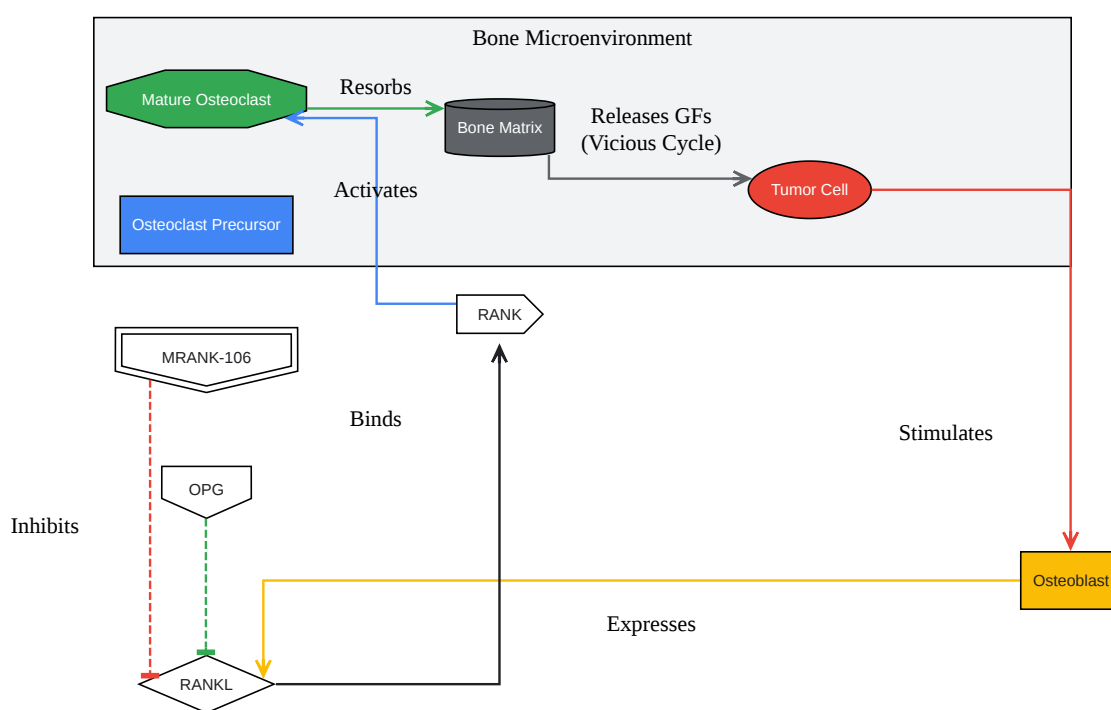 Bone Microenvironment
Mature Osteoclast
Resorbs
Bone Matrix
Releases GFs
(Vicious Cycle)
Tumor Cell
Activates
Osteoclast Precursor
RANK
MRANK-106
Binds
Stimulates
OPG
Inhibits
Osteoblast
Expresses
RANKL